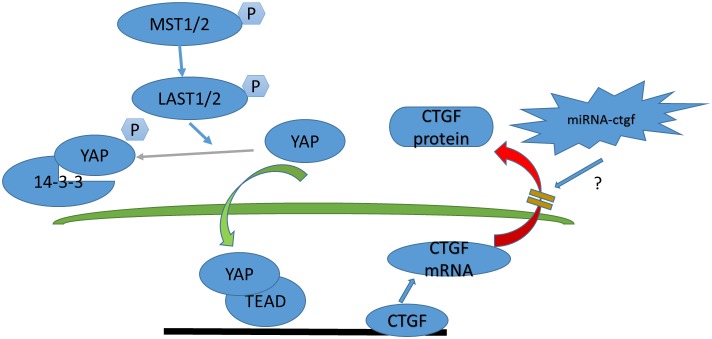 MST1/2
P
LAST1/2
P
P
YAP
YAP
14-3-3
CTGF
protein
miRNA-ctgf
?
YAP
TEAD
CTGF
mRNA
CTGF